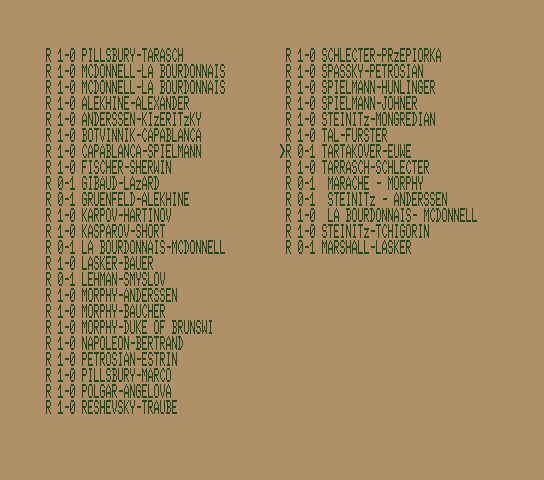 R 1-0 PILLSBURY-TARASCH
R 1-0 MCDONNELL-LA BOURDONNAIS
R 1-0 MCDONNELL-LA BOURDONNAIS
R 1-0 ALEKHINE-ALEXANDER
R 1-0 ANDERSSEN-KIzERITzKY
R 1-0 BOTVINNIK-CAPABLANCA
R 1-0 CAPABLANCA-SPIELMANN
R 1-0 FISCHER-SHERWIN
R 0-1 GIBAUD-LAzARD
R 0-1 GRUENFELD-ALEKHINE
R 1-0 KARPOV-HARTINOV
R 1-0 KASPAROV-SHORT
R 0-1 LA BOURDONNAIS-MCDONNELL
R 1-0 LASKER-BAUER
R 0-1 LEHMAN-SMYSLOV
R 1-0 MORPHY-ANDERSSEN
R 1-0 MORPHY-BAUCHER
R 1-0 MORPHY-DUKE OF BRUNSWI
R 1-0 NAPOLEON-BERTRAND
R 1-0 PETROSIAN-ESTRIN
R 1-0 PILLSBURY-MARCO
R 1-0 POLGAR-ANGELOVA
R 1-0 RESHEVSKY-TRAUBE
R 1-0 SCHLECTER-PRzEPIORKA
R 1-0 SPASSKY-PETROSIAN
R 1-0 SPIELMANN-HUNLINGER
R 1-0 SPIELMANN-JOHNER
R 1-0 STEINITz-MONGREDIAN
R 1-0 TAL-FURSTER
>R 0-1 TARTAKOVER-EUWE
R 1-0 TARRASCH-SCHLECTER
R 0-1 MARACHE - MORPHY
R 0-1 STEINITz - ANDERSSEN
R 1-0 LA BOURDONNAIS- MCDONNELL
R 1-0 STEINITz-TCHIGORIN
R 0-1 MARSHALL-LASKER